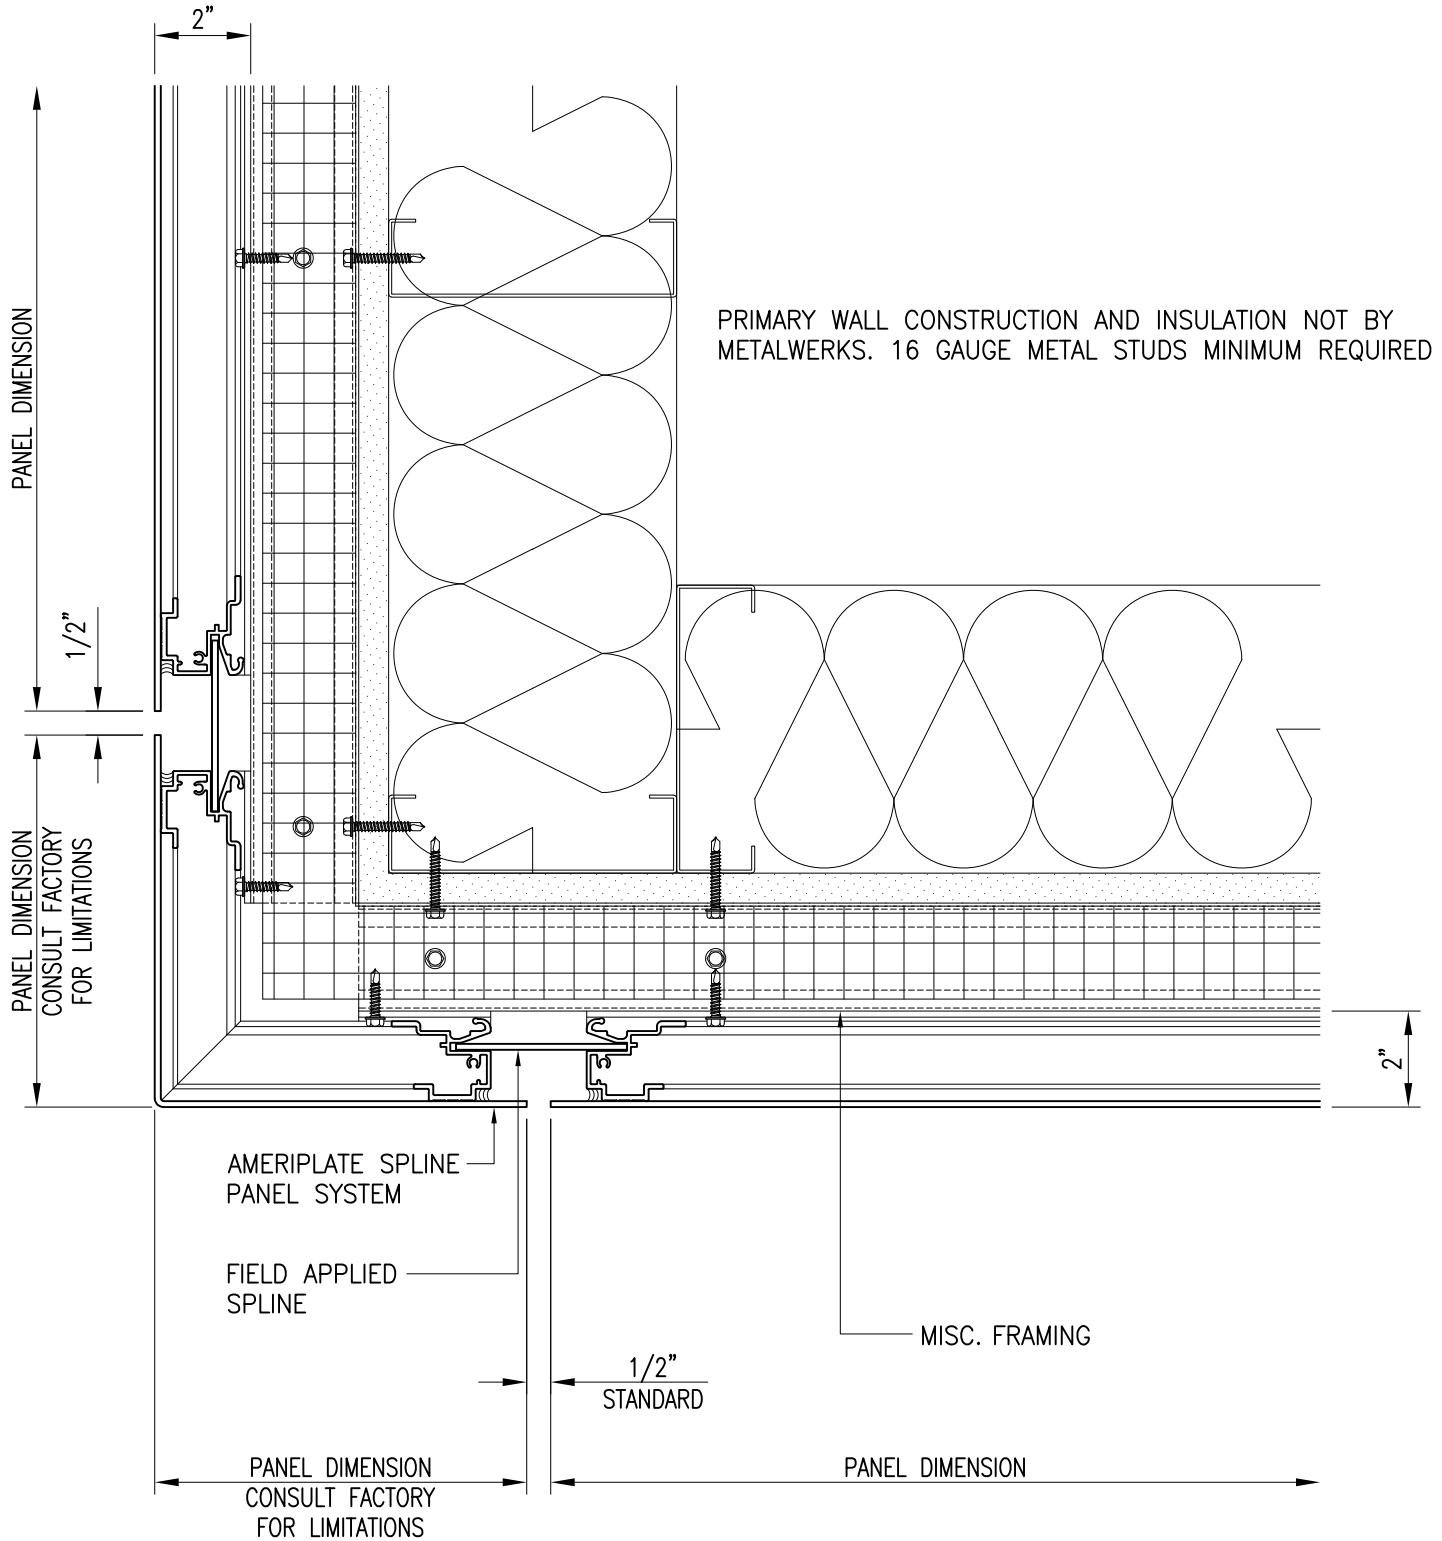 2"
PANEL DIMENSION
PRIMARY WALL CONSTRUCTION AND INSULATION NOT BY
METALWERKS. 16 GAUGE METAL STUDS MINIMUM REQUIRED
1/2"
PANEL DIMENSION
CONSULT FACTORY
FOR LIMITATIONS
2"
AMERIPLATE SPLINE
PANEL SYSTEM
FIELD APPLIED
SPLINE
MISC. FRAMING
1/2"
STANDARD
PANEL DIMENSION
CONSULT FACTORY
FOR LIMITATIONS
PANEL DIMENSION